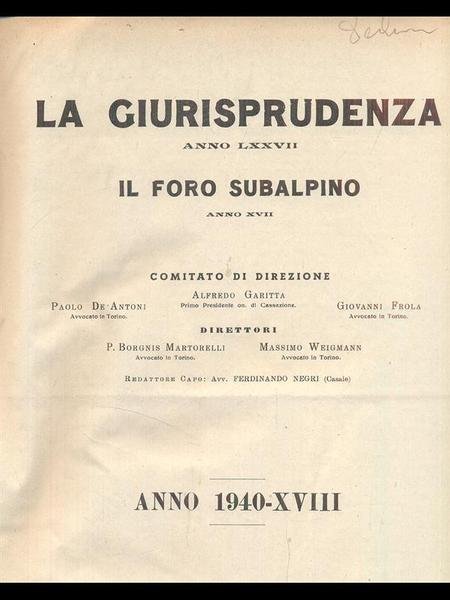 LA GIURISPRUDENZA
ANNO LXXVII
IL FORO SUBALPINO
ANNO XVII
COMITATO DI DIREZIONE
ALFREDO GARITTA
Primo Presidente on. di Cassazione.
PAOLO DE ANTONI
Avvocato in Torino.
GIOVANNI FROLA
Avvocato in Torino.
DIRETTORI
P. BORGNIS MARTORELLI
Avvocato in Torino.
MASSIMO WEIGMANN
Avvocato in Torino.
REDATTORE CAPO: AVV. FERDINANDO NEGRI (Casale)
ANNO 1940-XVIII